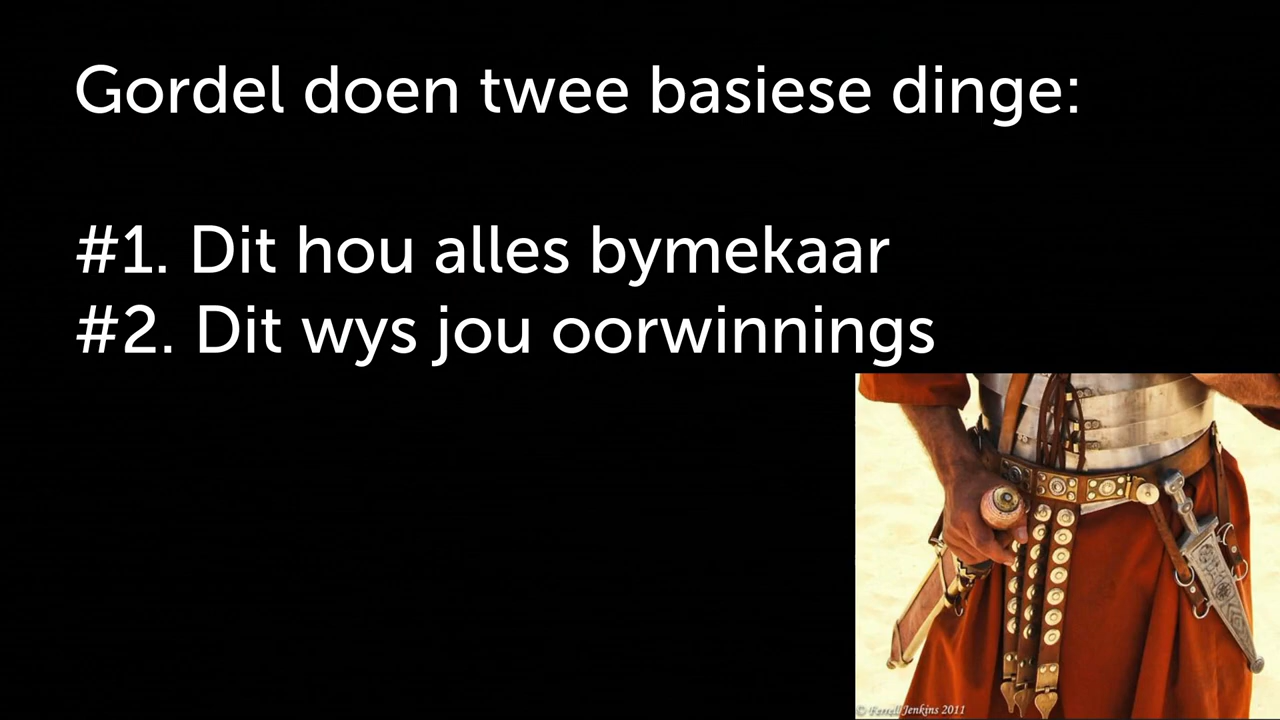 Gordel doen twee basiese dinge:
#1. Dit hou alles bymekaar
#2. Dit wys jou oorwinnings
© Ferrell Jenkins 2011